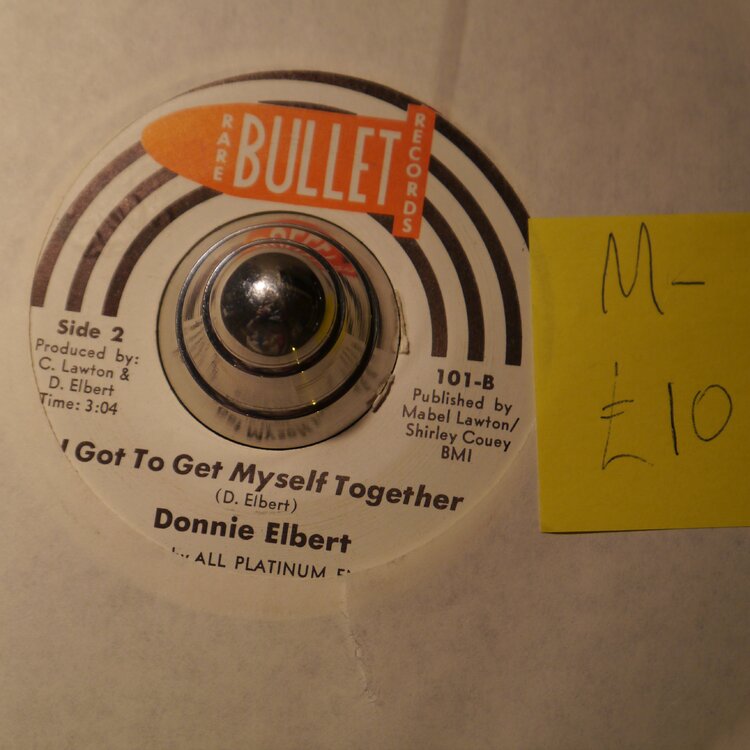 RARE
BULLET
RECORDS
Side 2
Produced by:
C. Lawton &
D. Elbert
Time: 3:04
101-B
Published by
Mabel Lawton/
Shirley Couey
BMI
I Got To Get Myself Together
(D. Elbert)
Donnie Elbert
by ALL PLATINUM
M-
£10